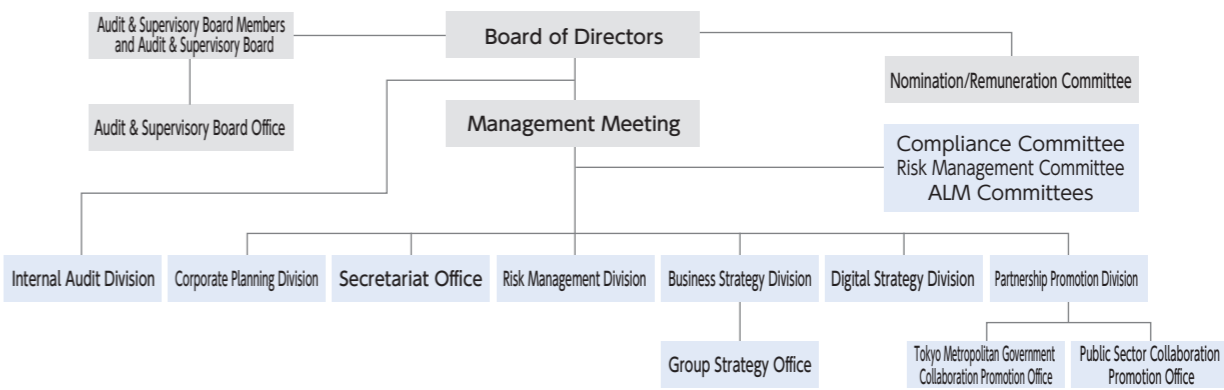 Audit & Supervisory Board Members
and Audit & Supervisory Board
Board of Directors
Nomination/Remuneration Committee
Audit & Supervisory Board Office
Management Meeting
Compliance Committee
Risk Management Committee
ALM Committees
Internal Audit Division
Corporate Planning Division
Secretariat Office
Risk Management Division
Business Strategy Division
Digital Strategy Division
Partnership Promotion Division
Group Strategy Office
Tokyo Metropolitan Government
Collaboration Promotion Office
Public Sector Collaboration
Promotion Office